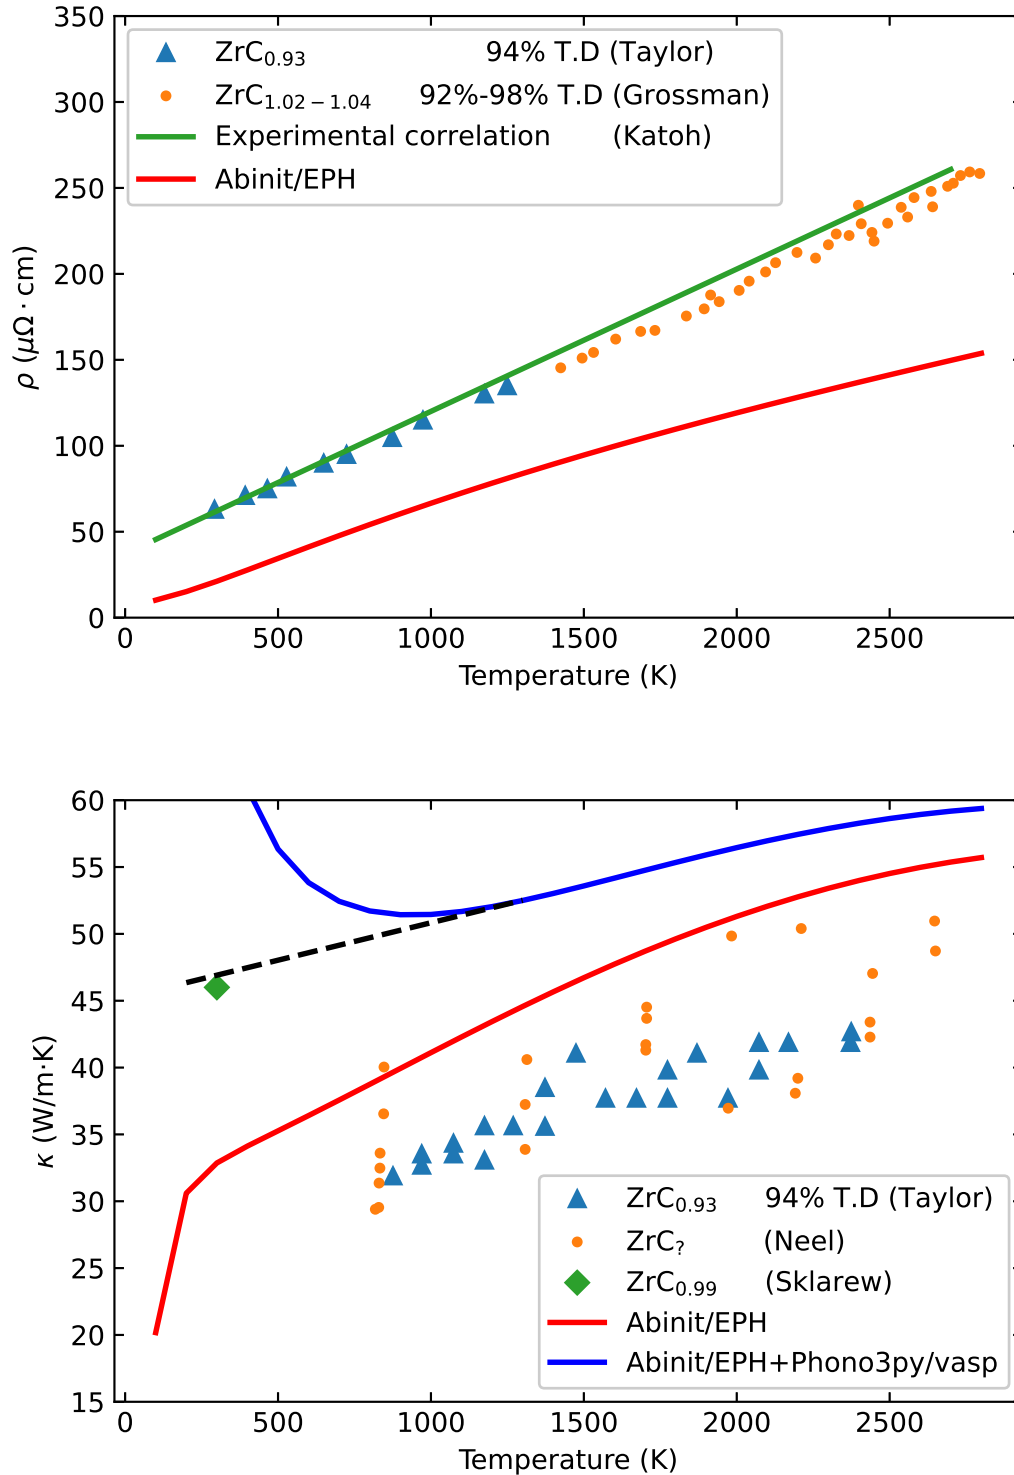 350
300
250
200
150
100
50
0
ρ (μΩ · cm)
ZrC0.93 94% T.D (Taylor)
ZrC1.02−1.04 92%-98% T.D (Grossman)
Experimental correlation (Katoh)
Abinit/EPH
0 500 1000 1500 2000 2500
Temperature (K)
60
55
50
45
40
35
30
25
20
15
κ (W/m·K)
ZrC0.93 94% T.D (Taylor)
ZrC? (Neel)
ZrC0.99 (Sklarew)
Abinit/EPH
Abinit/EPH+Phono3py/vasp
0 500 1000 1500 2000 2500
Temperature (K)